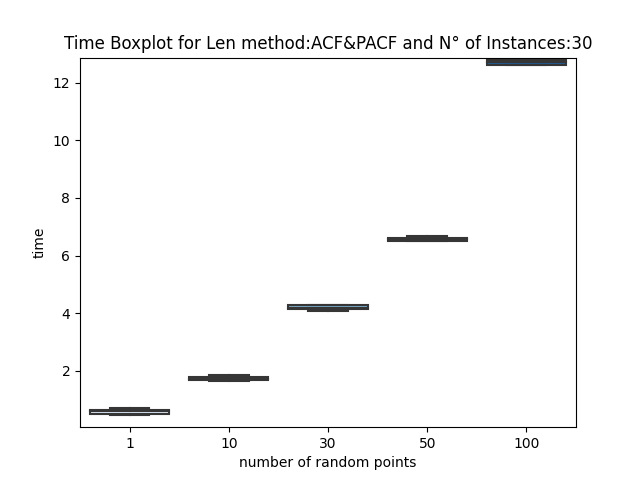 Time Boxplot for Len method:ACF&PACF and N° of Instances:30
12
10
8
6
4
2
time
1 10 30 50 100
number of random points